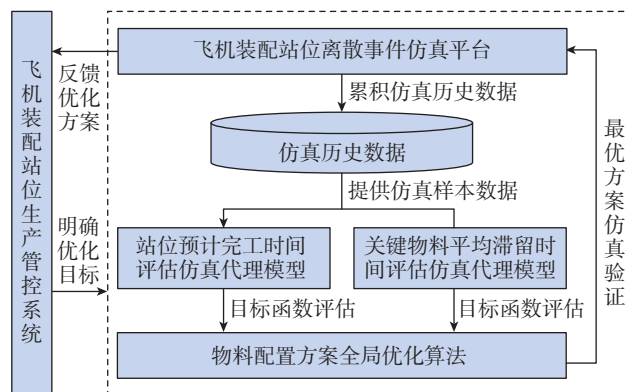 飞机装配站位生产管控系统
反馈
优化
方案
明确
优化
目标
飞机装配站位离散事件仿真平台
累积仿真历史数据
仿真历史数据
提供仿真样本数据
站位预计完工时间
评估仿真代理模型
关键物料平均滞留时
间评估仿真代理模型
目标函数评估
目标函数评估
物料配置方案全局优化算法
最优方案仿真验证